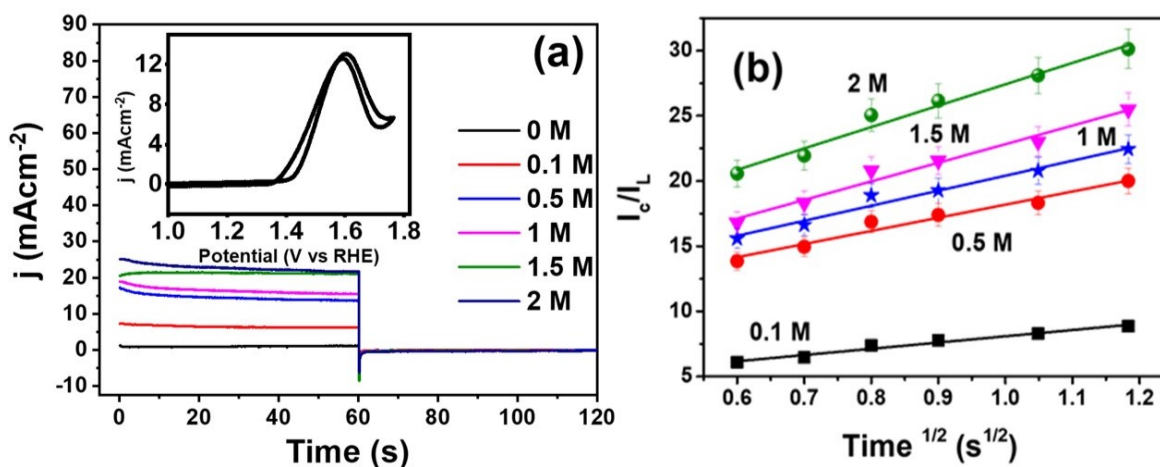 (a)
j (mAcm-2)
90
80
70
60
50
40
30
20
10
0
-10
0 20 40 60 80 100 120
Time (s)
j (mAcm-2)
12
8
4
0
1.0 1.2 1.4 1.6 1.8
Potential (V vs RHE)
0 M
0.1 M
0.5 M
1 M
1.5 M
2 M
(b)
Ic/IL
30
25
20
15
10
5
2 M
1.5 M
1 M
0.5 M
0.1 M
0.6 0.7 0.8 0.9 1.0 1.1 1.2
Time 1/2 (s1/2)